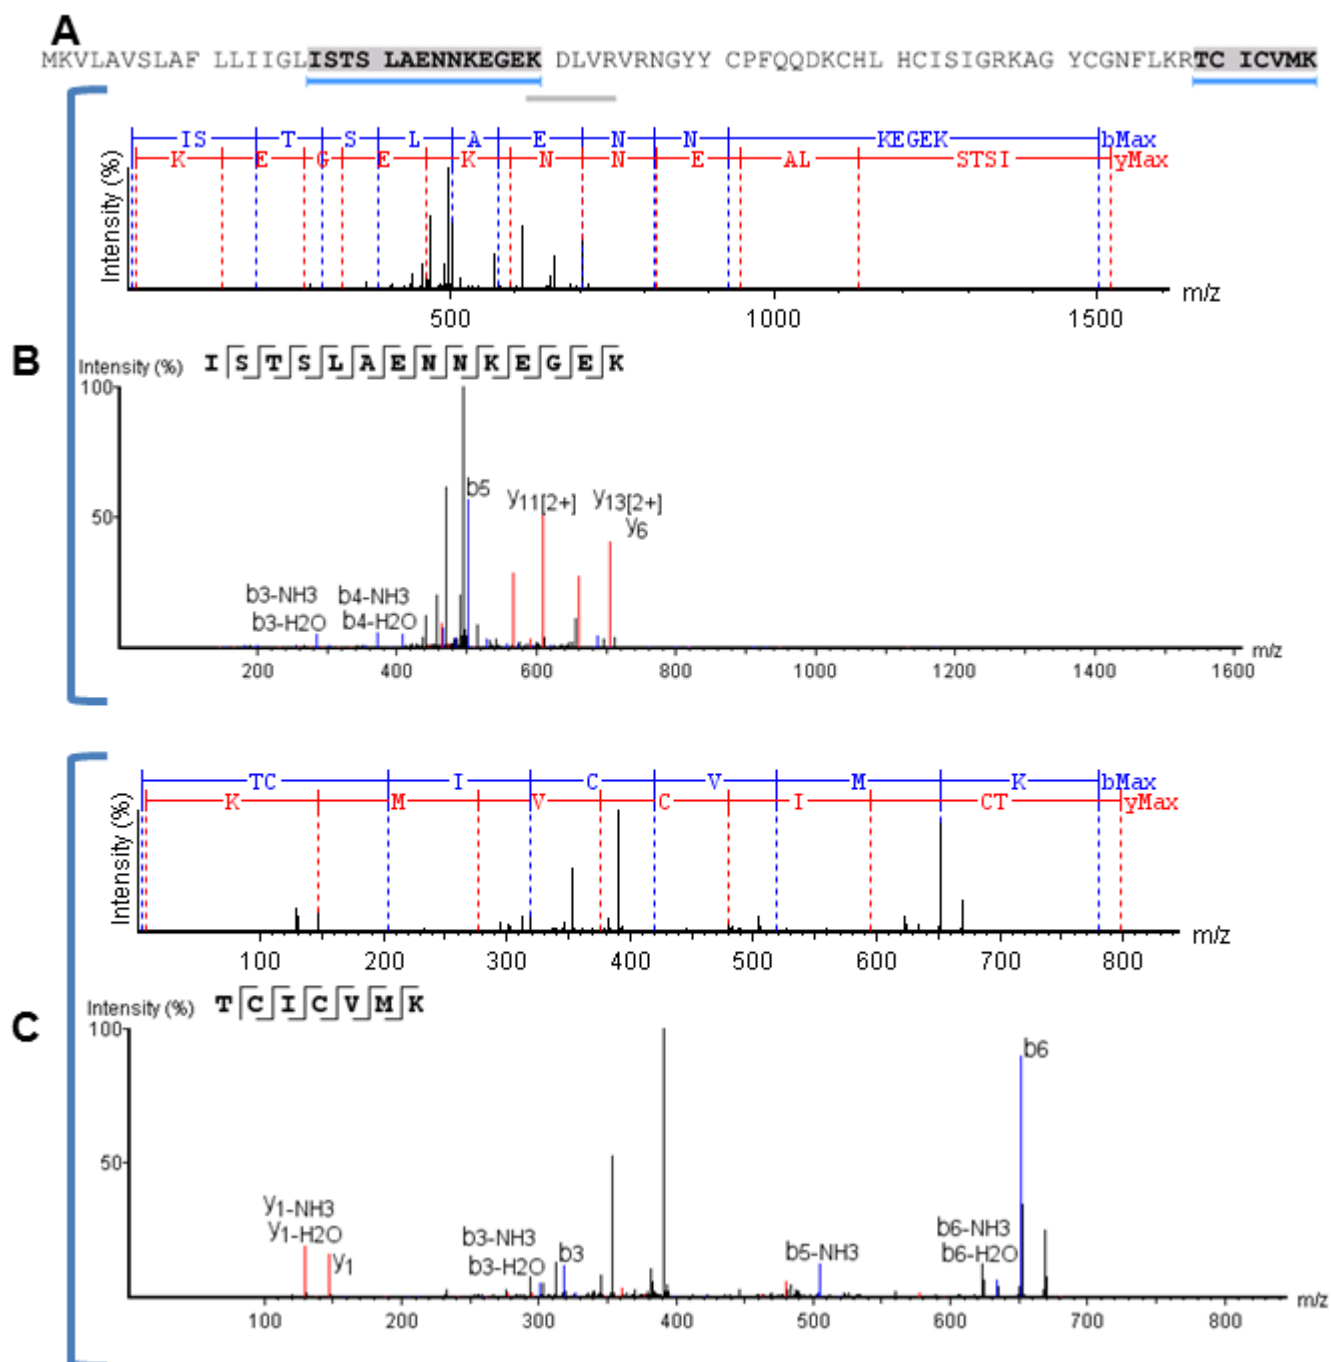 A
MKVLAVSLAF LLIIGLISTS LAENNKEGEK DLVRVRNGYY CPFQQDKCHL HCISIGRKAG YCGNFLKRTC ICVMK
IS T S L A E N N KEGEK bMax
K E G E K N N E AL STSI yMax
Intensity (%)
500 1000 1500 m/z
B
Intensity (%) ISTSLAENNKEGEK
100
50
b3-NH3
b3-H2O
b4-NH3
b4-H2O
b5
y11[2+]
y13[2+]
y6
200 400 600 800 1000 1200 1400 1600 m/z
TC I C V M K bMax
K M V C I CT yMax
Intensity (%)
100 200 300 400 500 600 700 800 m/z
C
Intensity (%) TCICVMK
100
50
y1-NH3
y1-H2O
y1
b3-NH3
b3-H2O
b3
b5-NH3
b6-NH3
b6-H2O
b6
100 200 300 400 500 600 700 800 m/z